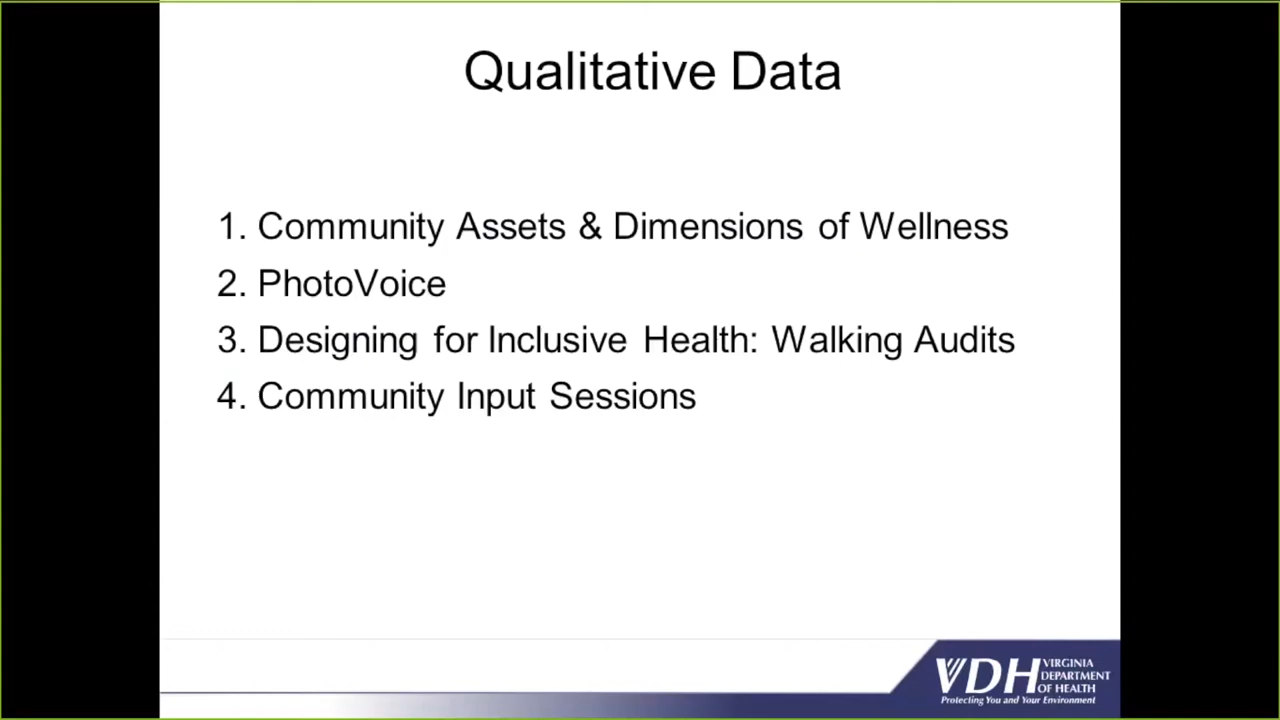 Qualitative Data
1. Community Assets & Dimensions of Wellness
2. PhotoVoice
3. Designing for Inclusive Health: Walking Audits
4. Community Input Sessions
VDH VIRGINIA
DEPARTMENT
OF HEALTH
Protecting You and Your Environment